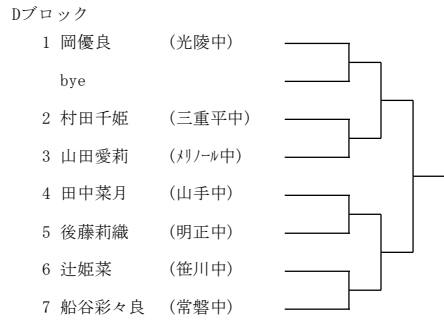 Dブロック
1 岡優良 (光陵中)
bye
2 村田千姫 (三重平中)
3 山田愛莉 (ﾒﾘﾉｰﾙ中)
4 田中菜月 (山手中)
5 後藤莉織 (明正中)
6 辻姫菜 (笹川中)
7 船谷彩々良 (常磐中)